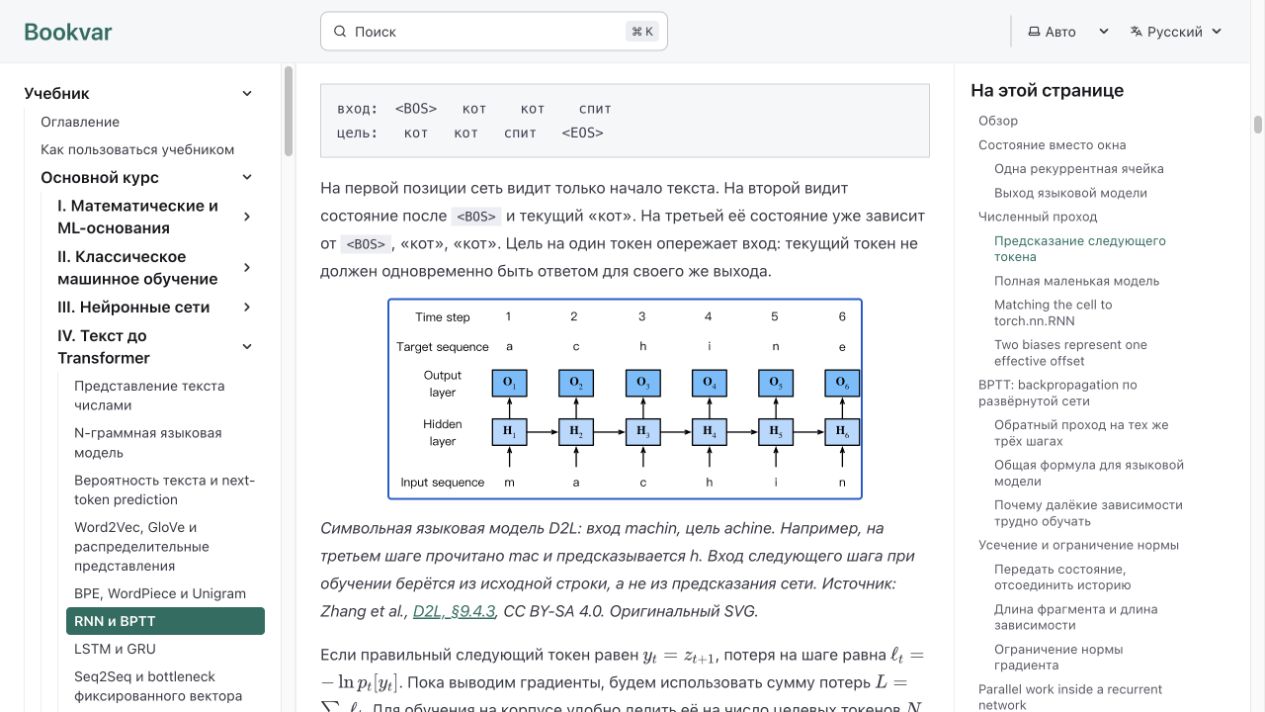 Bookvar
Поиск
⌘ K
Авто
Русский
Учебник
Оглавление
Как пользоваться учебником
Основной курс
I. Математические и
ML-основания
II. Классическое
машинное обучение
III. Нейронные сети
IV. Текст до
Transformer
Представление текста
числами
N-граммная языковая
модель
Вероятность текста и next-
token prediction
Word2Vec, GloVe и
распределительные
представления
BPE, WordPiece и Unigram
RNN и BPTT
LSTM и GRU
Seq2Seq и bottleneck
фиксированного вектора
вход: <BOS> кот кот спит
цель: кот кот спит <EOS>
На первой позиции сеть видит только начало текста. На второй видит
состояние после <BOS> и текущий «кот». На третьей её состояние уже зависит
от <BOS>, «кот», «кот». Цель на один токен опережает вход: текущий токен не
должен одновременно быть ответом для своего же выхода.
Time step 1 2 3 4 5 6
Target sequence a c h i n e
Output
layer
O1 O2 O3 O4 O5 O6
Hidden
layer
H1 H2 H3 H4 H5 H6
Input sequence m a c h i n
Символьная языковая модель D2L: вход machin, цель achine. Например, на
третьем шаге прочитано mac и предсказывается h. Вход следующего шага при
обучении берётся из исходной строки, а не из предсказания сети. Источник:
Zhang et al., D2L, §9.4.3, CC BY-SA 4.0. Оригинальный SVG.
Если правильный следующий токен равен yt = zt+1, потеря на шаге равна ℓt =
− ln pt[yt]. Пока выводим градиенты, будем использовать сумму потерь L =
∑ ℓt. Для обучения на корпусе удобно делить её на число целевых токенов N
На этой странице
Обзор
Состояние вместо окна
Одна рекуррентная ячейка
Выход языковой модели
Численный проход
Предсказание следующего
токена
Полная маленькая модель
Matching the cell to
torch.nn.RNN
Two biases represent one
effective offset
BPTT: backpropagation по
развёрнутой сети
Обратный проход на тех же
трёх шагах
Общая формула для языковой
модели
Почему далёкие зависимости
трудно обучать
Усечение и ограничение нормы
Передать состояние,
отсоединить историю
Длина фрагмента и длина
зависимости
Ограничение нормы
градиента
Parallel work inside a recurrent
network